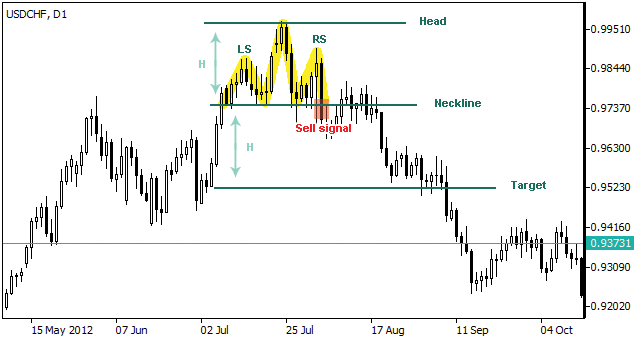 USDCHF, D1
Head
0.99510
LS
RS
H
0.98440
Neckline
0.97370
Sell signal
H
0.96300
Target
0.95230
0.94160
0.93731
0.93090
0.92020
15 May 2012
07 Jun
02 Jul
25 Jul
17 Aug
11 Sep
04 Oct